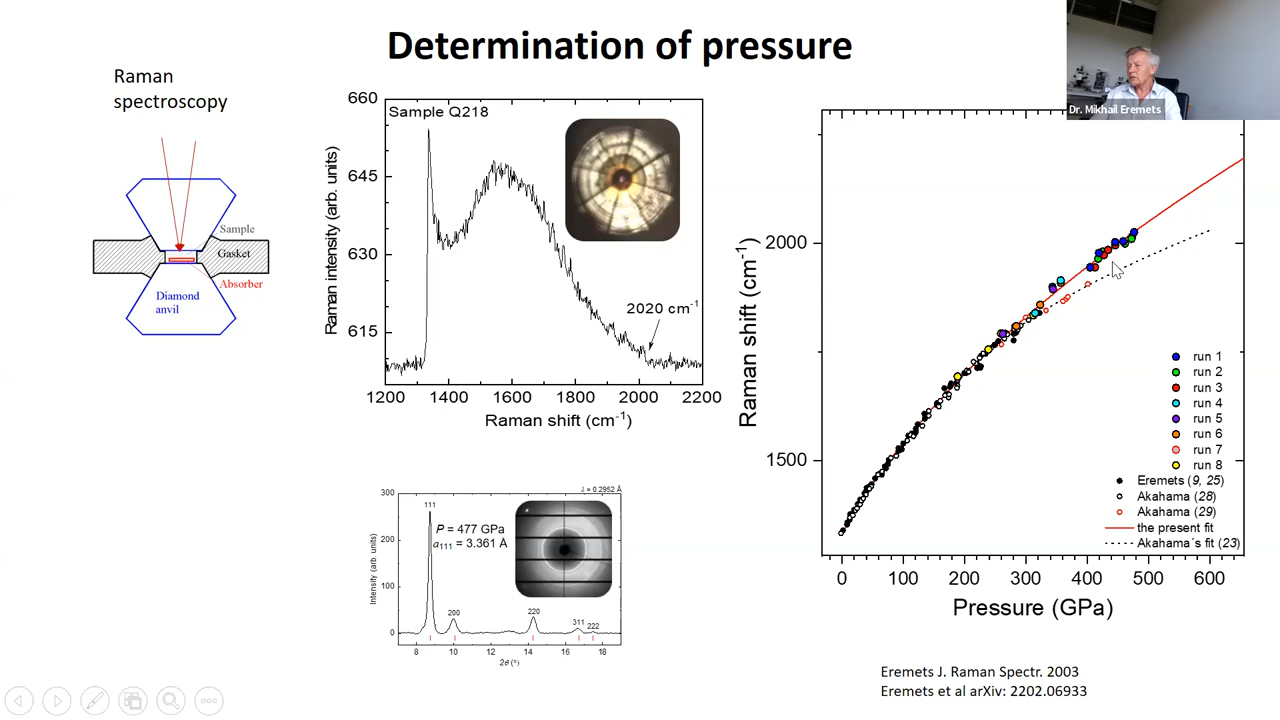 Determination of pressure
Dr. Mikhail Eremets
Raman
spectroscopy
Sample
Gasket
Absorber
Diamond
anvil
Sample Q218
660
645
630
615
Raman intensity (arb. units)
2020 cm-1
1200 1400 1600 1800 2000 2200
Raman shift (cm-1)
λ = 0.2952 Å
300
200
100
0
Intensity (arb. units)
111
P = 477 GPa
a111 = 3.361 Å
200
220
311
222
8 10 12 14 16 18
2θ (°)
2000
1500
Raman shift (cm-1)
run 1
run 2
run 3
run 4
run 5
run 6
run 7
run 8
Eremets (9, 25)
Akahama (28)
Akahama (29)
the present fit
Akahama´s fit (23)
0 100 200 300 400 500 600
Pressure (GPa)
Eremets J. Raman Spectr. 2003
Eremets et al arXiv: 2202.06933